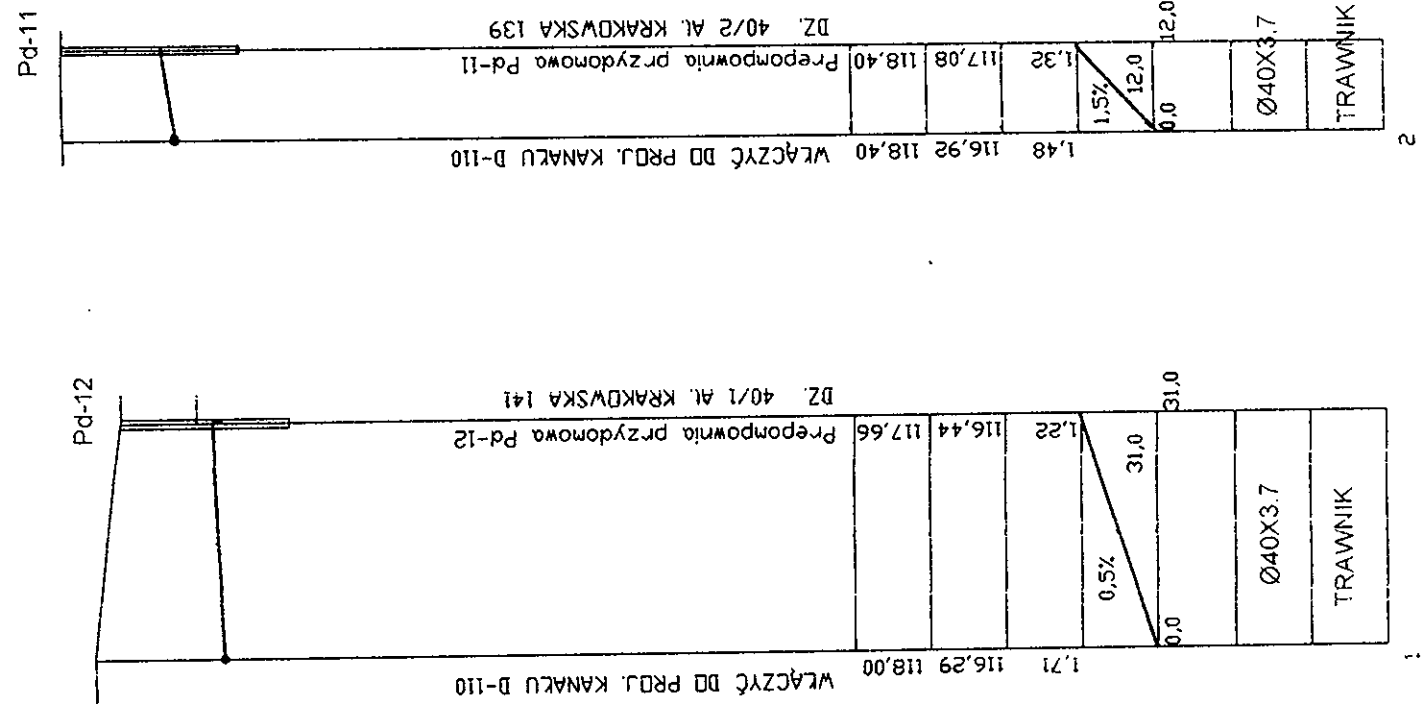 Pd-11
DZ. 40/2 AL. KRAKOWSKA 139
Prepompownia przydomowa Pd-11
118,40
117,08
1,32
1,5%
12,0
12,0
0,0
Ø40X3.7
TRAWNIK
WŁĄCZYĆ DO PROJ. KANAŁU D-110
118,40
116,92
1,48
2
Pd-12
DZ. 40/1 AL. KRAKOWSKA 141
Prepompownia przydomowa Pd-12
117,66
116,44
1,22
0,5%
31,0
31,0
0,0
Ø40X3.7
TRAWNIK
WŁĄCZYĆ DO PROJ. KANAŁU D-110
118,00
116,29
1,71